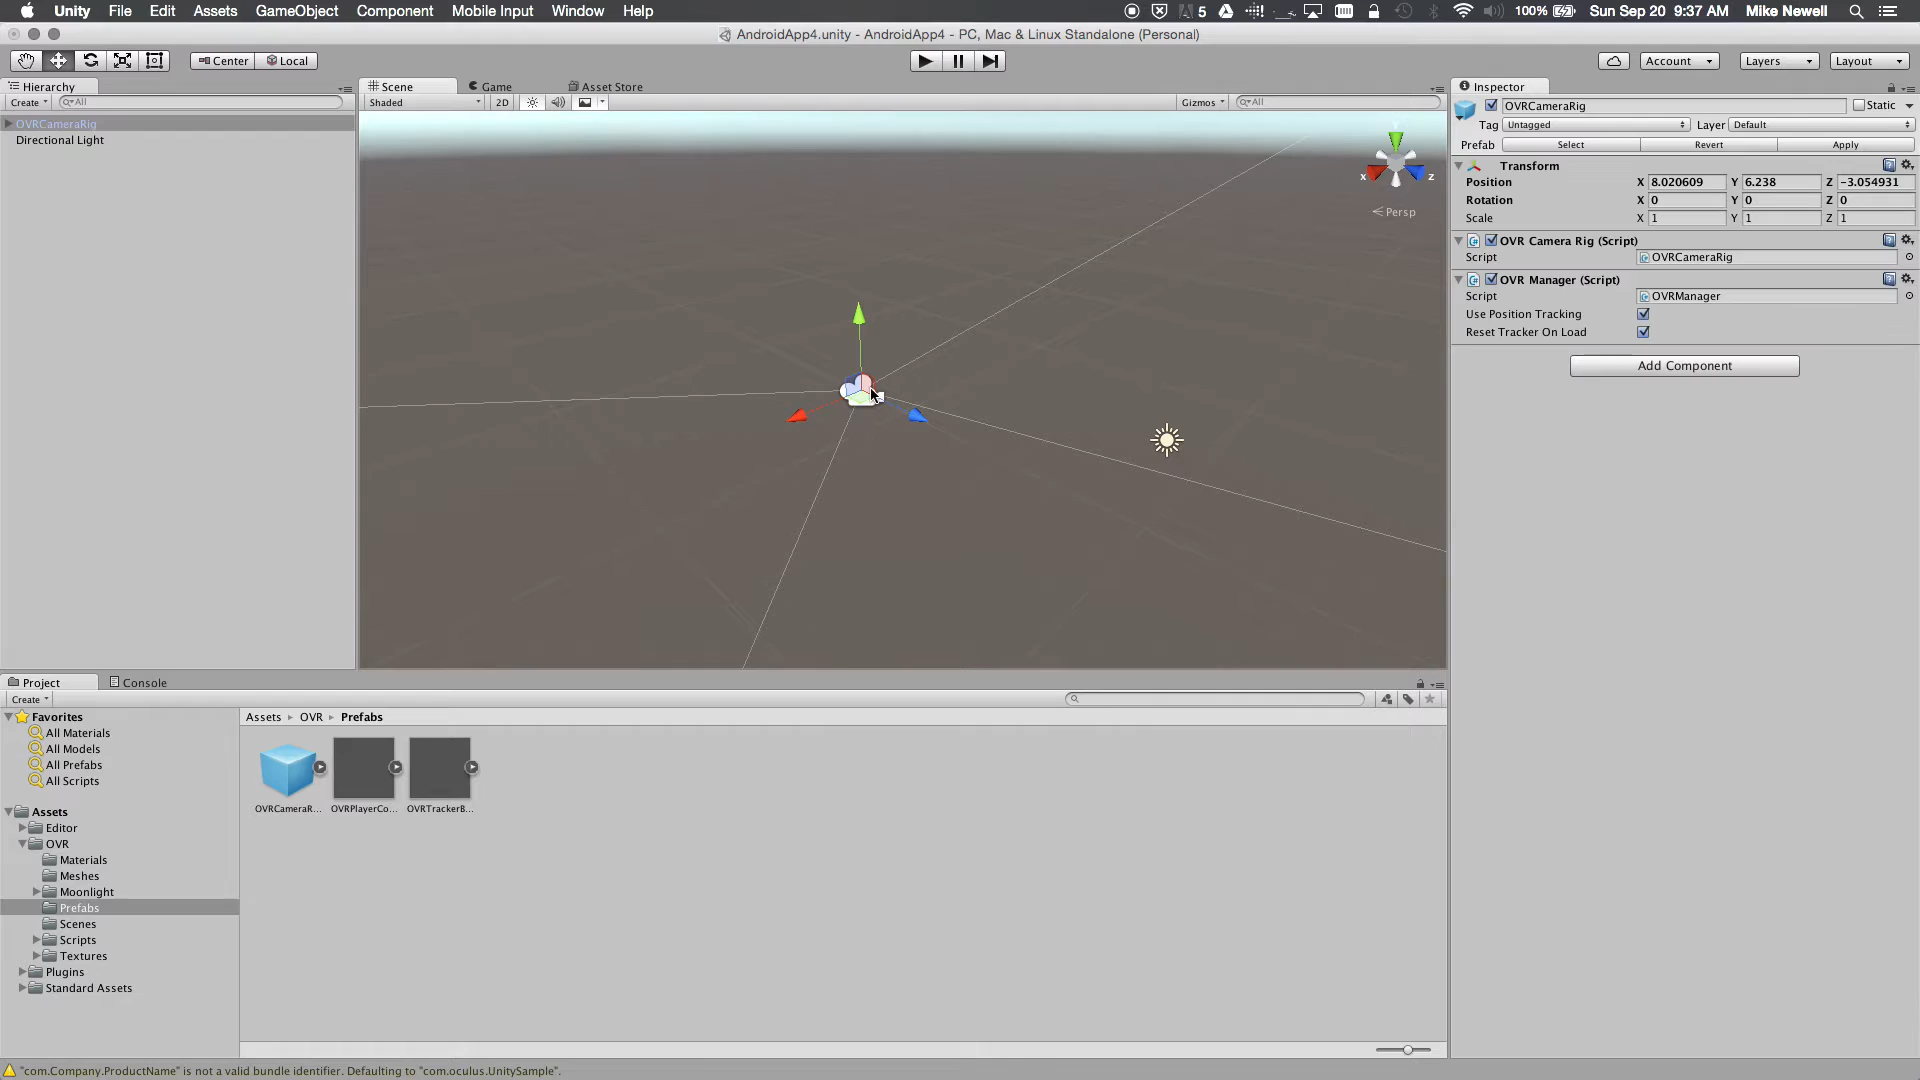 Unity File Edit Assets GameObject Component Mobile Input Window Help 5 100% Sun Sep 20 9:37 AM Mike Newell
AndroidApp4.unity - AndroidApp4 - PC, Mac & Linux Standalone (Personal)
Center Local Account Layers Layout
Hierarchy Scene Game Asset Store Inspector
Create All Shaded 2D Gizmos All OVRCameraRig Static
OVRCameraRig Tag Untagged Layer Default
Directional Light Prefab Select Revert Apply
Transform
Position X 8.020609 Y 6.238 Z -3.054931
Rotation X 0 Y 0 Z 0
Scale X 1 Y 1 Z 1
y
x z
Persp
OVR Camera Rig (Script)
Script OVRCameraRig
OVR Manager (Script)
Script OVRManager
Use Position Tracking
Reset Tracker On Load
Add Component
Project Console
Create
Favorites Assets OVR Prefabs
All Materials
All Models
All Prefabs
All Scripts
OVRCameraR... OVRPlayerCo... OVRTrackerB...
Assets
Editor
OVR
Materials
Meshes
Moonlight
Prefabs
Scenes
Scripts
Textures
Plugins
Standard Assets
"com.Company.ProductName" is not a valid bundle identifier. Defaulting to "com.oculus.UnitySample".